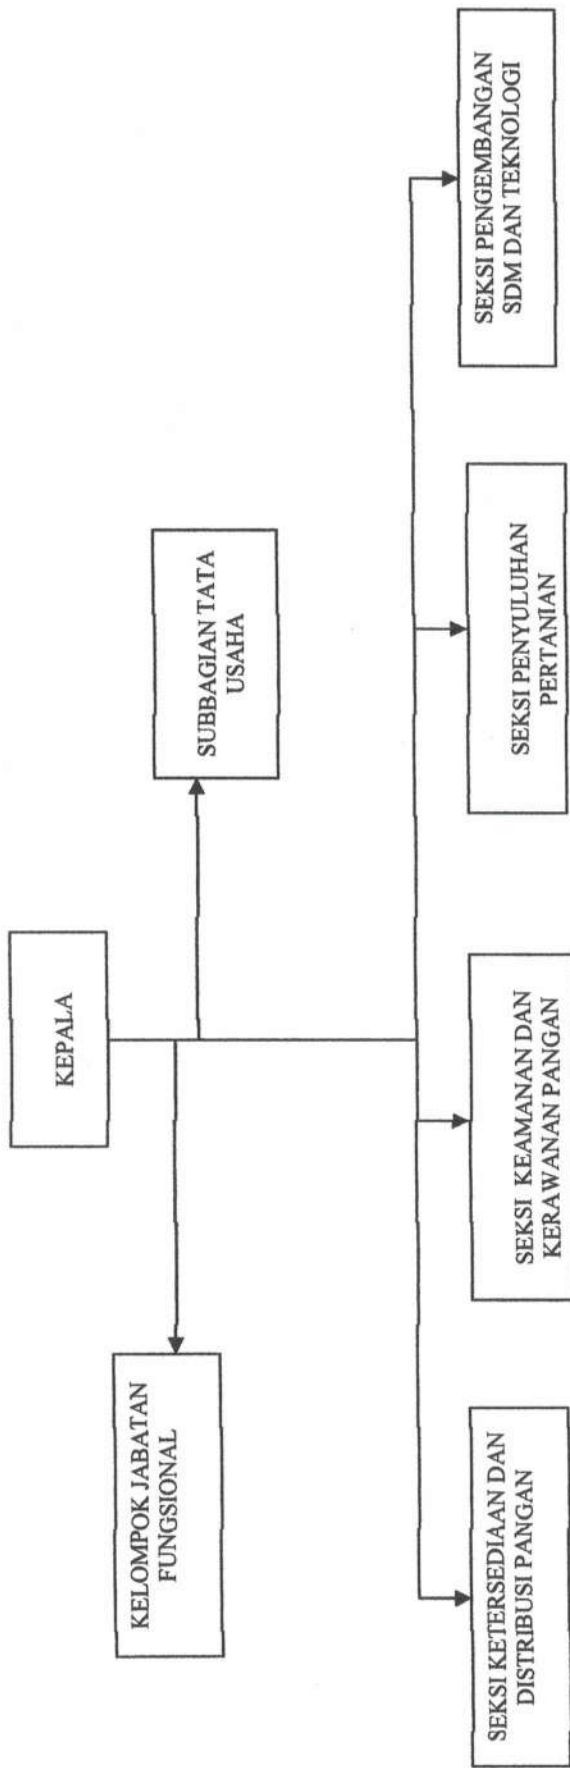 KEPALA
KELOMPOK JABATAN
FUNGSIONAL
SUBBAGIAN TATA
USAHA
SEKSI KETERSEDIAAN DAN
DISTRIBUSI PANGAN
SEKSI KEAMANAN DAN
KERAWANAN PANGAN
SEKSI PENYULUHAN
PERTANIAN
SEKSI PENGEMBANGAN
SDM DAN TEKNOLOGI